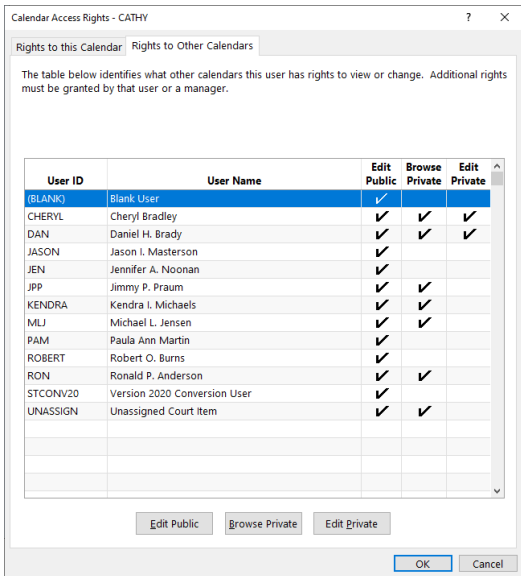 Calendar Access Rights - CATHY
Rights to this Calendar Rights to Other Calendars
The table below identifies what other calendars this user has rights to view or change. Additional rights
must be granted by that user or a manager.
User ID User Name Edit Public Browse Private Edit Private
(BLANK) Blank User ✓
CHERYL Cheryl Bradley ✓ ✓ ✓
DAN Daniel H. Brady ✓ ✓ ✓
JASON Jason I. Masterson ✓
JEN Jennifer A. Noonan ✓
JPP Jimmy P. Praum ✓ ✓
KENDRA Kendra I. Michaels ✓ ✓
MLJ Michael L. Jensen ✓ ✓
PAM Paula Ann Martin ✓
ROBERT Robert O. Burns ✓
RON Ronald P. Anderson ✓ ✓
STCONV20 Version 2020 Conversion User ✓
UNASSIGN Unassigned Court Item ✓ ✓
Edit Public Browse Private Edit Private
OK Cancel